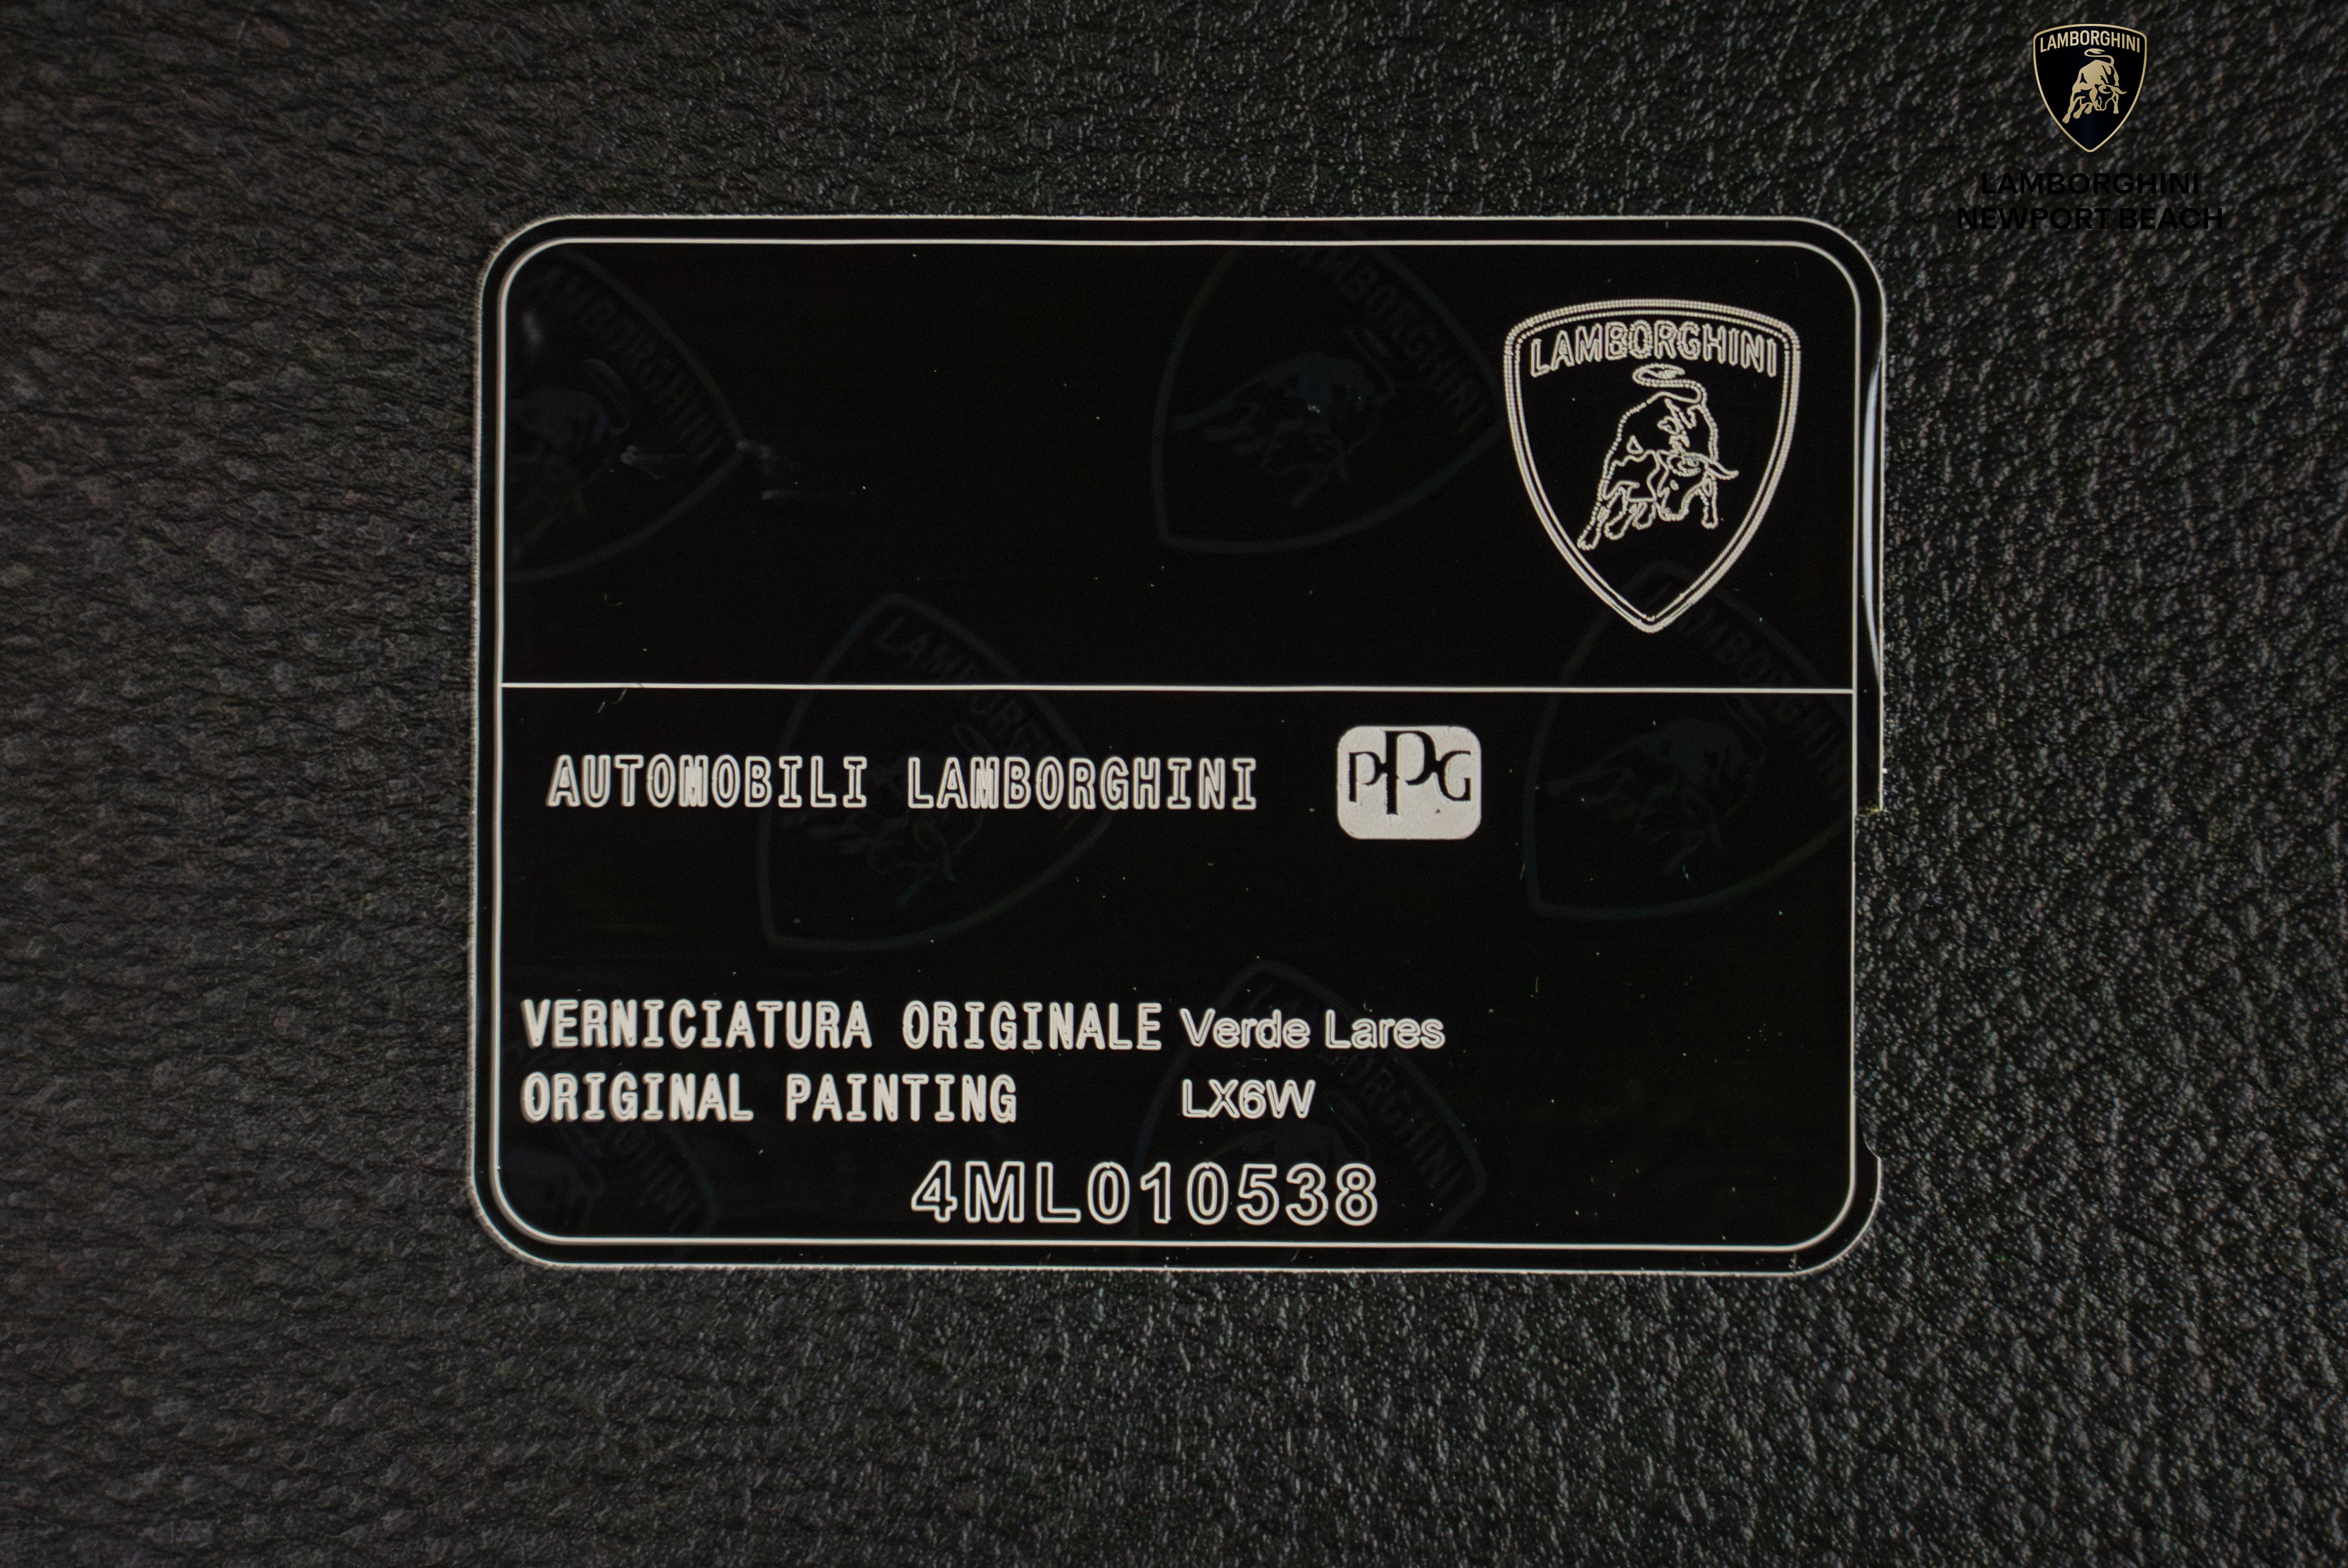 LAMBORGHINI
LAMBORGHINI
NEWPORT BEACH
LAMBORGHINI
AUTOMOBILI LAMBORGHINI
PPG
VERNICIATURA ORIGINALE Verde Lares
ORIGINAL PAINTING LX6W
4ML010538